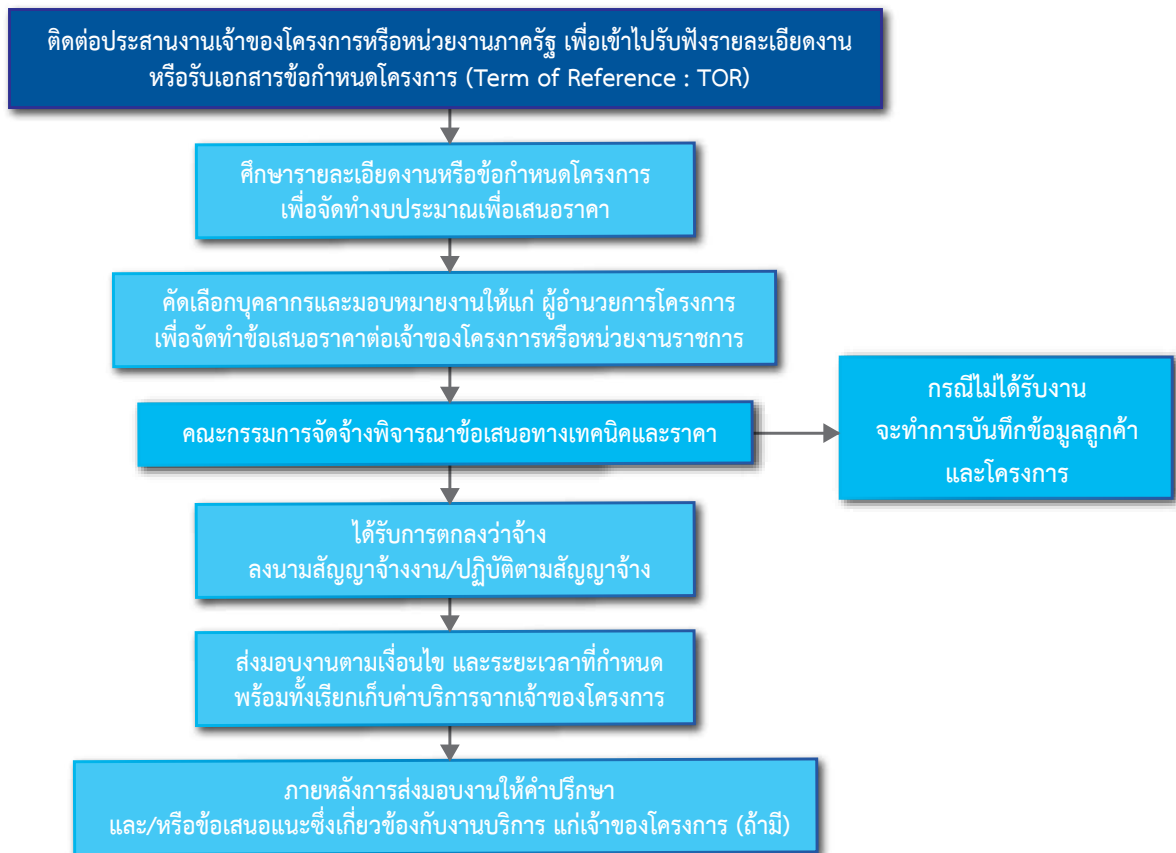 ติดต่อประสานงานเจ้าของโครงการหรือหน่วยงานภาครัฐ เพื่อเข้าไปรับฟังรายละเอียดงาน
หรือรับเอกสารข้อกำหนดโครงการ (Term of Reference : TOR)
ศึกษารายละเอียดงานหรือข้อกำหนดโครงการ
เพื่อจัดทำงบประมาณเพื่อเสนอราคา
คัดเลือกบุคลากรและมอบหมายงานให้แก่ ผู้อำนวยการโครงการ
เพื่อจัดทำข้อเสนอราคาต่อเจ้าของโครงการหรือหน่วยงานราชการ
คณะกรรมการจัดจ้างพิจารณาข้อเสนอทางเทคนิคและราคา
กรณีไม่ได้รับงาน
จะทำการบันทึกข้อมูลลูกค้า
และโครงการ
ได้รับการตกลงว่าจ้าง
ลงนามสัญญาจ้างงาน/ปฏิบัติตามสัญญาจ้าง
ส่งมอบงานตามเงื่อนไข และระยะเวลาที่กำหนด
พร้อมทั้งเรียกเก็บค่าบริการจากเจ้าของโครงการ
ภายหลังการส่งมอบงานให้คำปรึกษา
และ/หรือข้อเสนอแนะซึ่งเกี่ยวข้องกับงานบริการ แก่เจ้าของโครงการ (ถ้ามี)